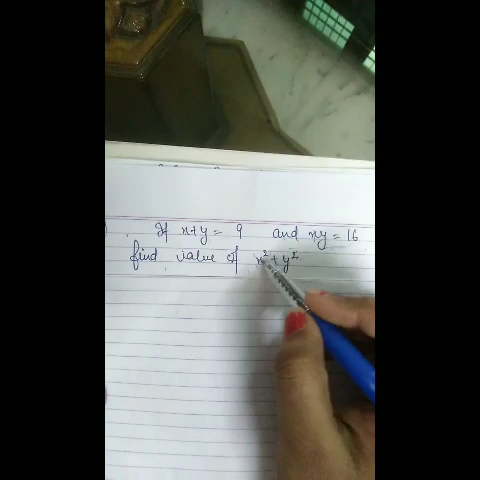 If x+y = 9 and xy = 16
find value of x²+y²